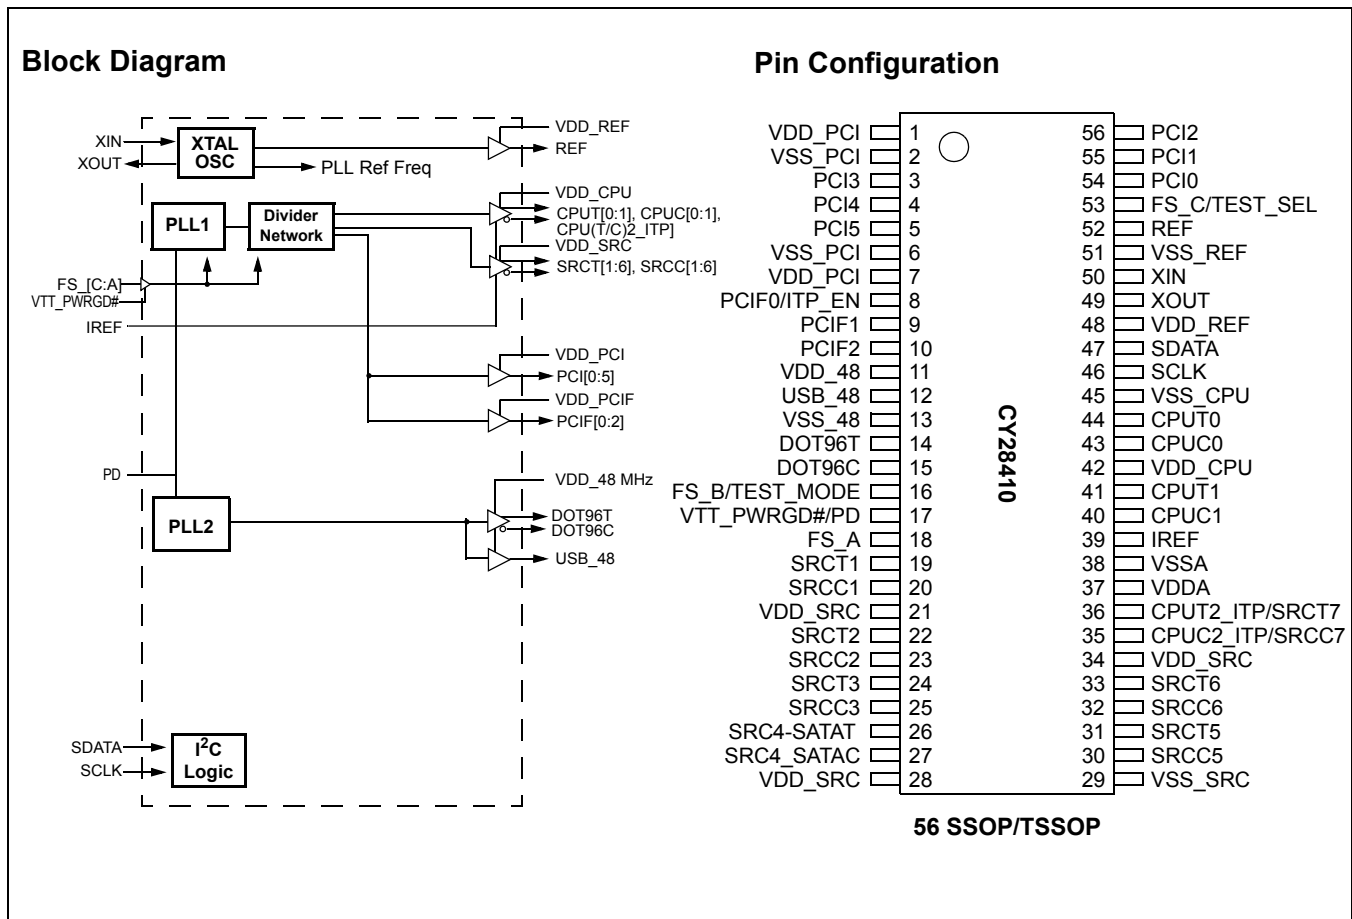 Block Diagram
XIN
XOUT
XTAL
OSC
VDD_REF
REF
PLL Ref Freq
PLL1
Divider
Network
VDD_CPU
CPUT[0:1], CPUC[0:1],
CPU(T/C)2_ITP]
VDD_SRC
SRCT[1:6], SRCC[1:6]
FS_[C:A]
VTT_PWRGD#
IREF
VDD_PCI
PCI[0:5]
VDD_PCIF
PCIF[0:2]
PD
PLL2
VDD_48 MHz
DOT96T
DOT96C
USB_48
SDATA
SCLK
I2C
Logic
Pin Configuration
VDD_PCI 1 56 PCI2
VSS_PCI 2 55 PCI1
PCI3 3 54 PCI0
PCI4 4 53 FS_C/TEST_SEL
PCI5 5 52 REF
VSS_PCI 6 51 VSS_REF
VDD_PCI 7 50 XIN
PCIF0/ITP_EN 8 49 XOUT
PCIF1 9 48 VDD_REF
PCIF2 10 47 SDATA
VDD_48 11 46 SCLK
USB_48 12 45 VSS_CPU
VSS_48 13 44 CPUT0
DOT96T 14 43 CPUC0
DOT96C 15 42 VDD_CPU
FS_B/TEST_MODE 16 41 CPUT1
VTT_PWRGD#/PD 17 40 CPUC1
FS_A 18 39 IREF
SRCT1 19 38 VSSA
SRCC1 20 37 VDDA
VDD_SRC 21 36 CPUT2_ITP/SRCT7
SRCT2 22 35 CPUC2_ITP/SRCC7
SRCC2 23 34 VDD_SRC
SRCT3 24 33 SRCT6
SRCC3 25 32 SRCC6
SRC4-SATAT 26 31 SRCT5
SRC4_SATAC 27 30 SRCC5
VDD_SRC 28 29 VSS_SRC
CY28410
56 SSOP/TSSOP